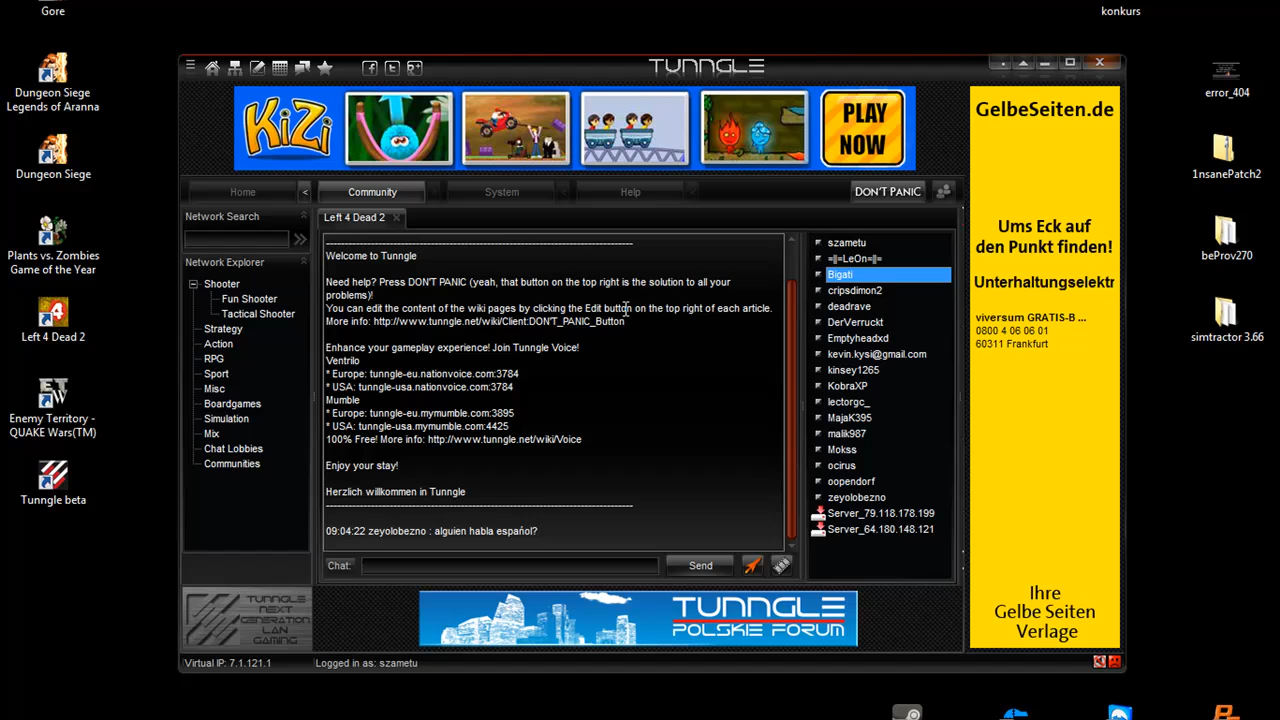 Gore
konkurs
Dungeon Siege
Legends of Aranna
Dungeon Siege
Plants vs. Zombies
Game of the Year
Left 4 Dead 2
Enemy Territory -
QUAKE Wars(TM)
Tunngle beta
TUNNGLE
KiZi
PLAY
NOW
Home
<
Community
System
Help
DON'T PANIC
Network Search
Network Explorer
Shooter
Fun Shooter
Tactical Shooter
Strategy
Action
RPG
Sport
Misc
Boardgames
Simulation
Mix
Chat Lobbies
Communities
Left 4 Dead 2
Welcome to Tunngle
Need help? Press DON'T PANIC (yeah, that button on the top right is the solution to all your
problems)!
You can edit the content of the wiki pages by clicking the Edit button on the top right of each article.
More info: http://www.tunngle.net/wiki/Client:DON'T_PANIC_Button
Enhance your gameplay experience! Join Tunngle Voice!
Ventrilo
* Europe: tunngle-eu.nationvoice.com:3784
* USA: tunngle-usa.nationvoice.com:3784
Mumble
* Europe: tunngle-eu.mymumble.com:3895
* USA: tunngle-usa.mymumble.com:4425
100% Free! More info: http://www.tunngle.net/wiki/Voice
Enjoy your stay!
Herzlich willkommen in Tunngle
09:04:22 zeyolobezno : alguien habla español?
Chat:
Send
szametu
=||=LeOn=||=
Bigati
cripsdimon2
deadrave
DerVerruckt
Emptyheadxd
kevin.kysi@gmail.com
kinsey1265
KobraXP
lectorgc_
MajaK395
malik987
Mokss
ocirus
oopendorf
zeyolobezno
Server_79.118.178.199
Server_64.180.148.121
GelbeSeiten.de
Ums Eck auf
den Punkt finden!
Unterhaltungselektr
viversum GRATIS-B ...
0800 4 06 06 01
60311 Frankfurt
Ihre
Gelbe Seiten
Verlage
error_404
1nsanePatch2
beProv270
simtractor 3.66
TUNNGLE
NEXT
GENERATION
LAN
GAMING
TUNNGLE
POLSKIE FORUM
Virtual IP: 7.1.121.1
Logged in as: szametu